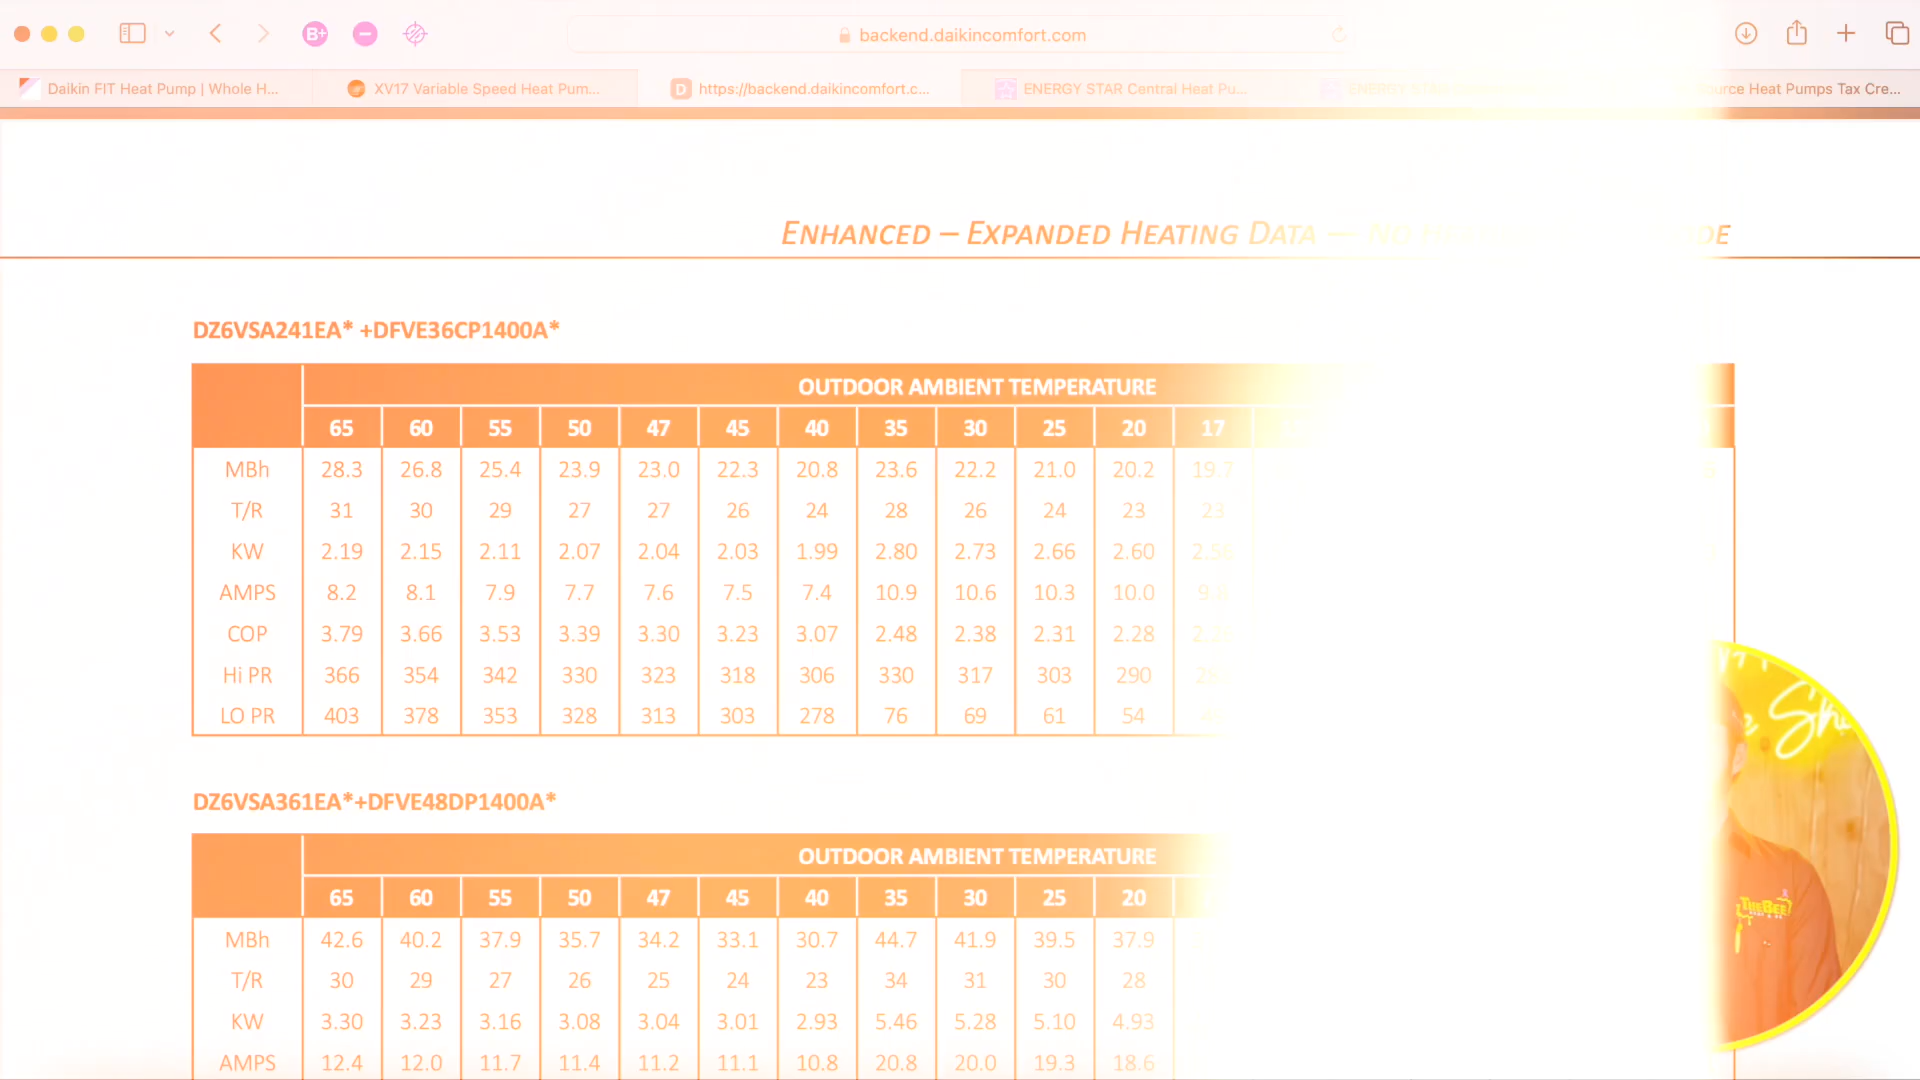 B+
backend.daikincomfort.com
Daikin FIT Heat Pump | Whole H...
XV17 Variable Speed Heat Pum...
D https://backend.daikincomfort.c...
ENERGY STAR Central Heat Pu...
Heat Pumps Tax Cre...
ENHANCED – EXPANDED HEATING DATA —
DZ6VSA241EA* +DFVE36CP1400A*
OUTDOOR AMBIENT TEMPERATURE
65 60 55 50 47 45 40 35 30 25 20 17
MBh 28.3 26.8 25.4 23.9 23.0 22.3 20.8 23.6 22.2 21.0 20.2 19.7
T/R 31 30 29 27 27 26 24 28 26 24 23 23
KW 2.19 2.15 2.11 2.07 2.04 2.03 1.99 2.80 2.73 2.66 2.60
AMPS 8.2 8.1 7.9 7.7 7.6 7.5 7.4 10.9 10.6 10.3 10.0
COP 3.79 3.66 3.53 3.39 3.30 3.23 3.07 2.48 2.38 2.31 2.28
Hi PR 366 354 342 330 323 318 306 330 317 303 290
LO PR 403 378 353 328 313 303 278 76 69 61 54
DZ6VSA361EA*+DFVE48DP1400A*
OUTDOOR AMBIENT TEMPERATURE
65 60 55 50 47 45 40 35 30 25 20
MBh 42.6 40.2 37.9 35.7 34.2 33.1 30.7 44.7 41.9 39.5 37.9
T/R 30 29 27 26 25 24 23 34 31 30 28
KW 3.30 3.23 3.16 3.08 3.04 3.01 2.93 5.46 5.28 5.10 4.93
AMPS 12.4 12.0 11.7 11.4 11.2 11.1 10.8 20.8 20.0 19.3 18.6
THEBEE